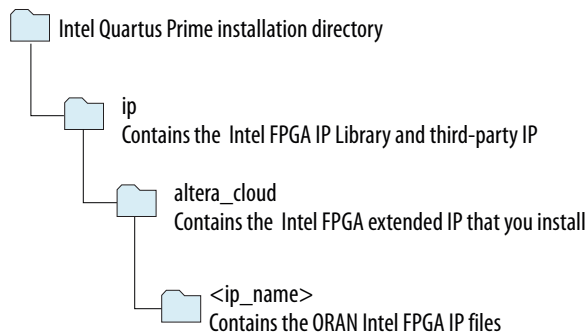 Intel Quartus Prime installation directory
ip
Contains the Intel FPGA IP Library and third-party IP
altera_cloud
Contains the Intel FPGA extended IP that you install
<ip_name>
Contains the ORAN Intel FPGA IP files